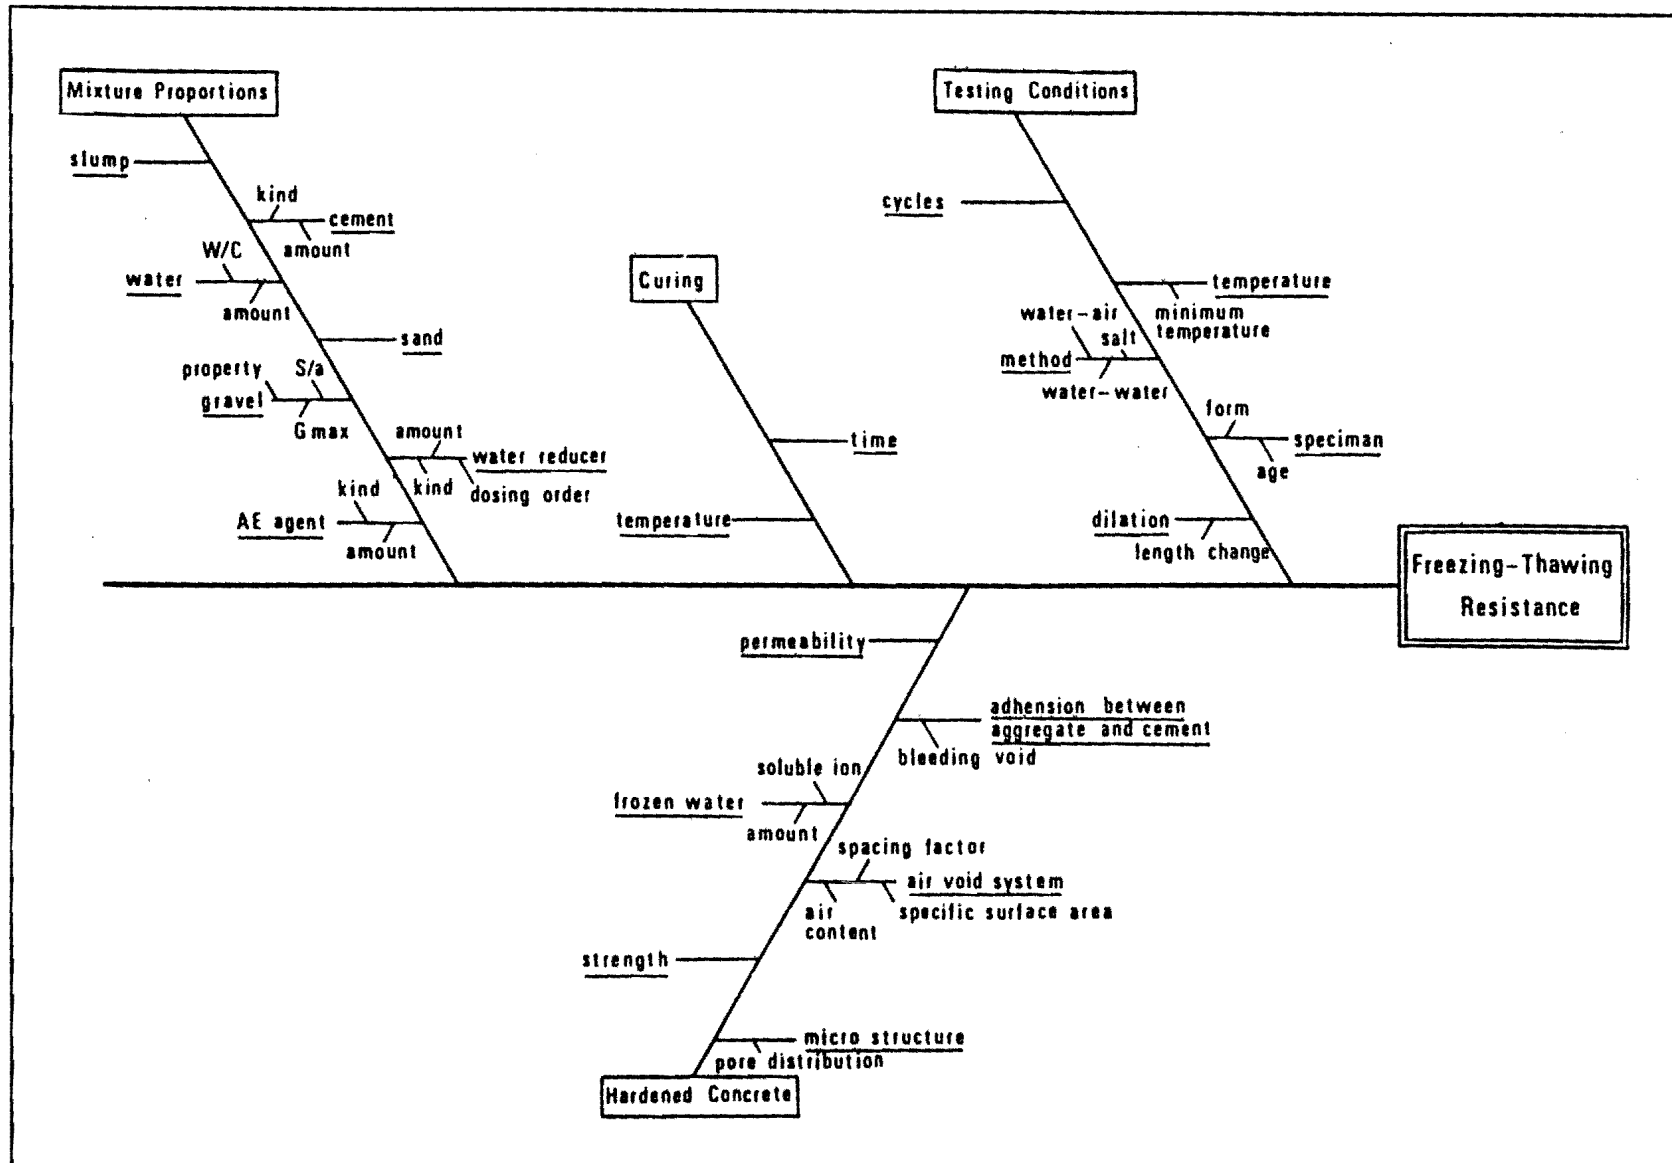 Mixture Proportions
slump
kind
cement
amount
W/C
water
amount
sand
property
S/a
gravel
G max
amount
water reducer
kind
dosing order
kind
AE agent
amount
Curing
time
temperature
Testing Conditions
cycles
temperature
minimum
temperature
water-air
salt
method
water-water
form
speciman
age
dilation
length change
Freezing-Thawing
Resistance
permeability
adhension between
aggregate and cement
bleeding void
soluble ion
frozen water
amount
spacing factor
air void system
air
content
specific surface area
strength
micro structure
pore distribution
Hardened Concrete